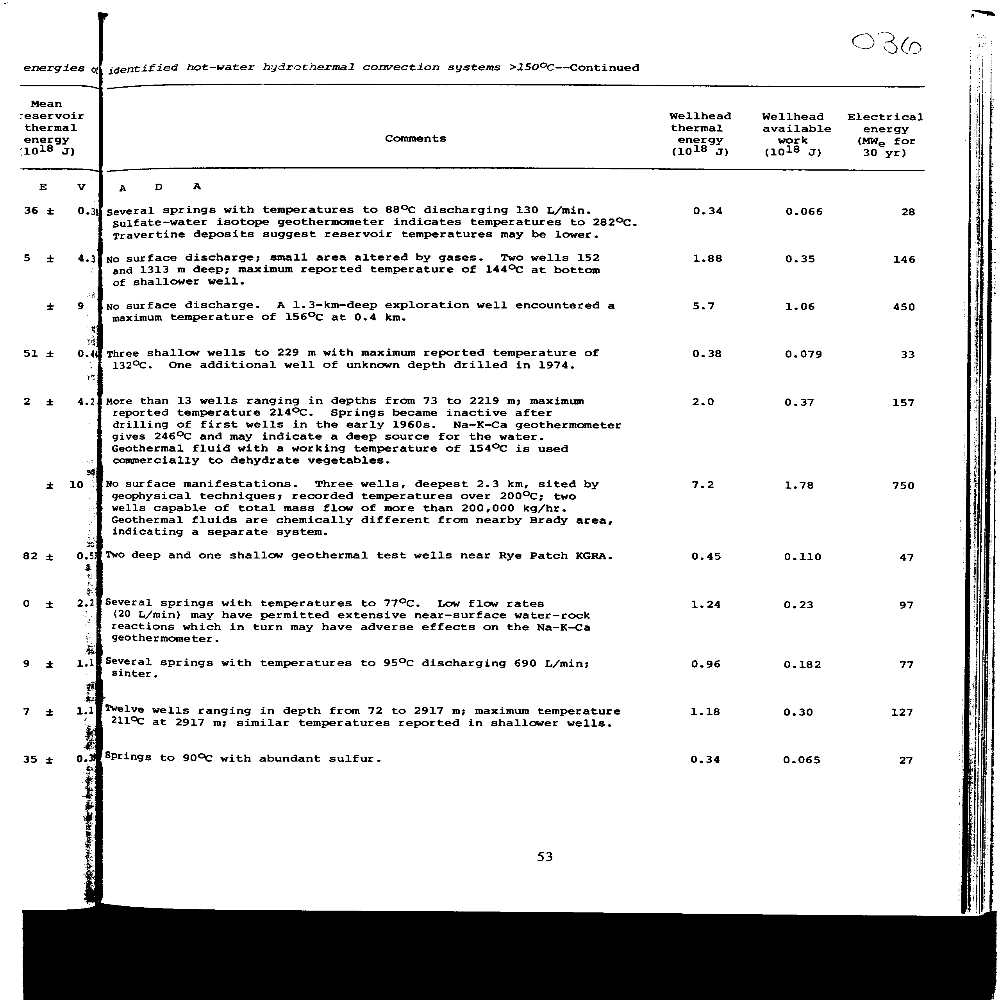 036
energies of identified hot-water hydrothermal convection systems >150°C--Continued
Mean
reservoir
thermal
energy
(10^18 J)
Comments
Wellhead
thermal
energy
(10^18 J)
Wellhead
available
work
(10^18 J)
Electrical
energy
(MWe for
30 yr)
E V A D A
36 ± 0.3 Several springs with temperatures to 88°C discharging 130 L/min. 0.34 0.066 28
Sulfate-water isotope geothermometer indicates temperatures to 282°C.
Travertine deposits suggest reservoir temperatures may be lower.
5 ± 4.3 No surface discharge; small area altered by gases. Two wells 152 1.88 0.35 146
and 1313 m deep; maximum reported temperature of 144°C at bottom
of shallower well.
± 9 No surface discharge. A 1.3-km-deep exploration well encountered a 5.7 1.06 450
maximum temperature of 156°C at 0.4 km.
51 ± 0.4 Three shallow wells to 229 m with maximum reported temperature of 0.38 0.079 33
132°C. One additional well of unknown depth drilled in 1974.
2 ± 4.2 More than 13 wells ranging in depths from 73 to 2219 m; maximum 2.0 0.37 157
reported temperature 214°C. Springs became inactive after
drilling of first wells in the early 1960s. Na-K-Ca geothermometer
gives 246°C and may indicate a deep source for the water.
Geothermal fluid with a working temperature of 154°C is used
commercially to dehydrate vegetables.
± 10 No surface manifestations. Three wells, deepest 2.3 km, sited by 7.2 1.78 750
geophysical techniques; recorded temperatures over 200°C; two
wells capable of total mass flow of more than 200,000 kg/hr.
Geothermal fluids are chemically different from nearby Brady area,
indicating a separate system.
82 ± 0.5 Two deep and one shallow geothermal test wells near Rye Patch KGRA. 0.45 0.110 47
0 ± 2.2 Several springs with temperatures to 77°C. Low flow rates 1.24 0.23 97
(20 L/min) may have permitted extensive near-surface water-rock
reactions which in turn may have adverse effects on the Na-K-Ca
geothermometer.
9 ± 1.1 Several springs with temperatures to 95°C discharging 690 L/min; 0.96 0.182 77
sinter.
7 ± 1.1 Twelve wells ranging in depth from 72 to 2917 m; maximum temperature 1.18 0.30 127
211°C at 2917 m; similar temperatures reported in shallower wells.
35 ± 0.3 Springs to 90°C with abundant sulfur. 0.34 0.065 27
53